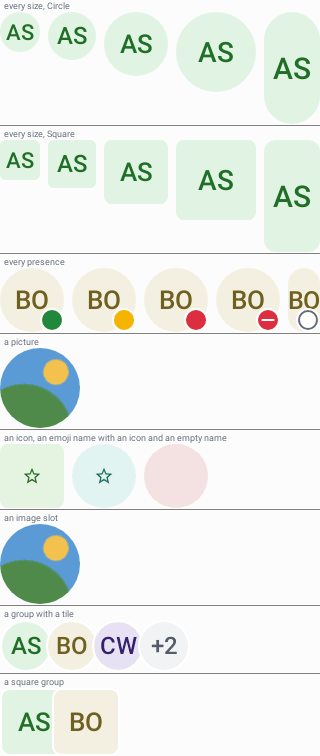 every size, Circle
AS AS AS AS AS
every size, Square
AS AS AS AS AS
every presence
BO BO BO BO BO
a picture
an icon, an emoji name with an icon and an empty name
an image slot
a group with a tile
AS BO CW +2
a square group
AS BO